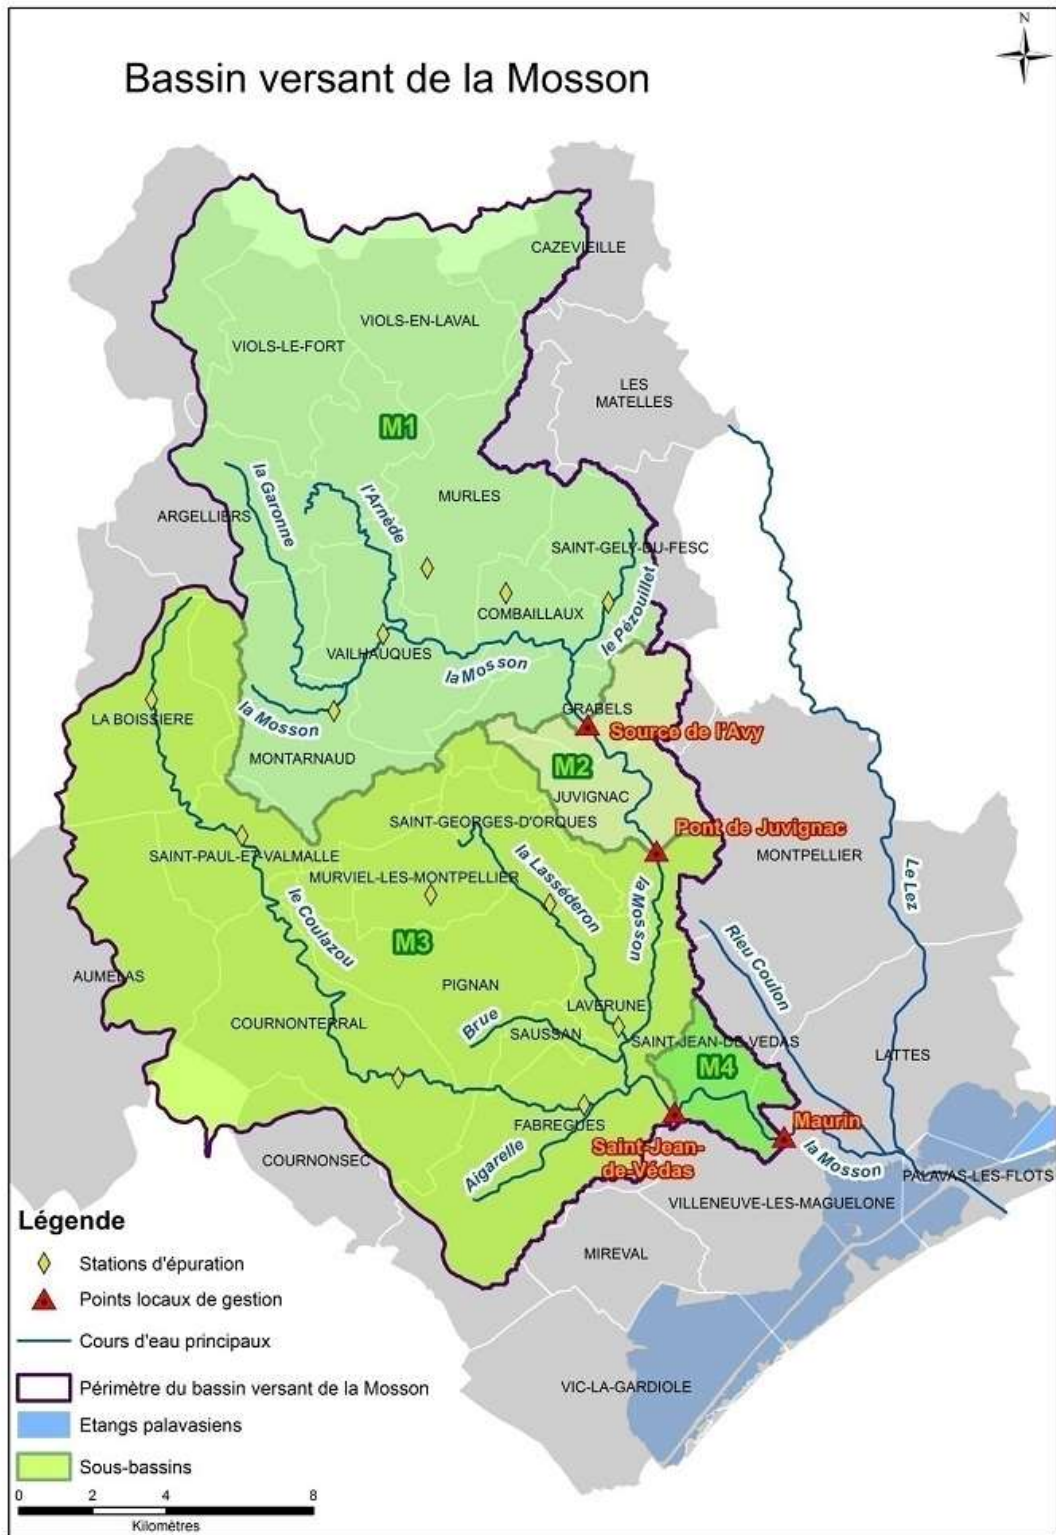 N
Bassin versant de la Mosson
CAZEVIEILLE
VIOLS-EN-LAVAL
VIOLS-LE-FORT
LES
MATELLES
M1
la Garonne
l'Arnède
MURLES
ARGELLIERS
SAINT-GELY-DU-FESC
COMBAILLAUX
le Pézouillet
VAILHAUQUES
la Mosson
la Mosson
LA BOISSIERE
GRABELS
Source de l'Avy
MONTARNAUD
M2
JUVIGNAC
SAINT-GEORGES-D'ORQUES
Pont de Juvignac
SAINT-PAUL-ET-VALMALLE
MONTPELLIER
MURVIEL-LES-MONTPELLIER
la Lasséderon
la Mosson
Le Lez
le Coulazou
M3
Rieu Coulon
AUMELAS
PIGNAN
COURNONTERRAL
Brue
LAVERUNE
SAUSSAN
SAINT-JEAN-DE-VEDAS
LATTES
M4
FABREGUES
Maurin
Saint-Jean-
de-Védas
la Mosson
Aigarelle
COURNONSEC
PALAVAS-LES-FLOTS
VILLENEUVE-LES-MAGUELONE
MIREVAL
VIC-LA-GARDIOLE
Légende
Stations d'épuration
Points locaux de gestion
Cours d'eau principaux
Périmètre du bassin versant de la Mosson
Etangs palavasiens
Sous-bassins
0 2 4 8
Kilomètres